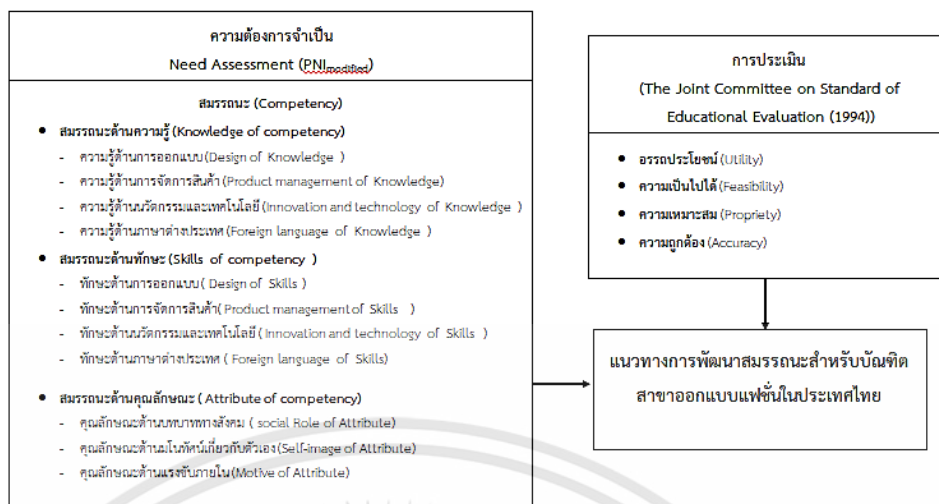 ความต้องการจำเป็น
Need Assessment (PNImodified)
สมรรถนะ (Competency)
● สมรรถนะด้านความรู้ (Knowledge of competency)
- ความรู้ด้านการออกแบบ(Design of Knowledge )
- ความรู้ด้านการจัดการสินค้า(Product management of Knowledge)
- ความรู้ด้านนวัตกรรมและเทคโนโลยี(Innovation and technology of Knowledge )
- ความรู้ด้านภาษาต่างประเทศ(Foreign language of Knowledge )
● สมรรถนะด้านทักษะ (Skills of competency )
- ทักษะด้านการออกแบบ( Design of Skills )
- ทักษะด้านการจัดการสินค้า( Product management of Skills )
- ทักษะด้านนวัตกรรมและเทคโนโลยี( Innovation and technology of Skills )
- ทักษะด้านภาษาต่างประเทศ ( Foreign language of Skills)
● สมรรถนะด้านคุณลักษณะ ( Attribute of competency)
- คุณลักษณะด้านบทบาททางสังคม ( social Role of Attribute)
- คุณลักษณะด้านมโนทัศน์เกี่ยวกับตัวเอง(Self-image of Attribute)
- คุณลักษณะด้านแรงขับภายใน(Motive of Attribute)
การประเมิน
(The Joint Committee on Standard of
Educational Evaluation (1994))
● อรรถประโยชน์ (Utility)
● ความเป็นไปได้ (Feasibility)
● ความเหมาะสม (Propriety)
● ความถูกต้อง (Accuracy)
แนวทางการพัฒนาสมรรถนะสำหรับบัณฑิต
สาขาออกแบบแฟชั่นในประเทศไทย